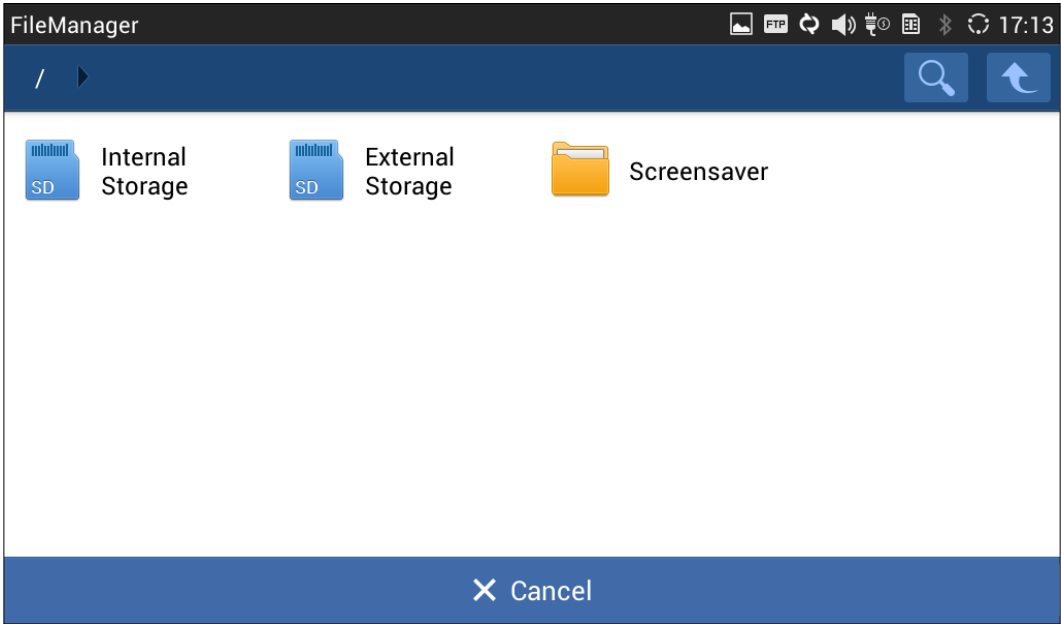 FileManager
FTP
17:13
/
SD
Internal
Storage
SD
External
Storage
Screensaver
Cancel